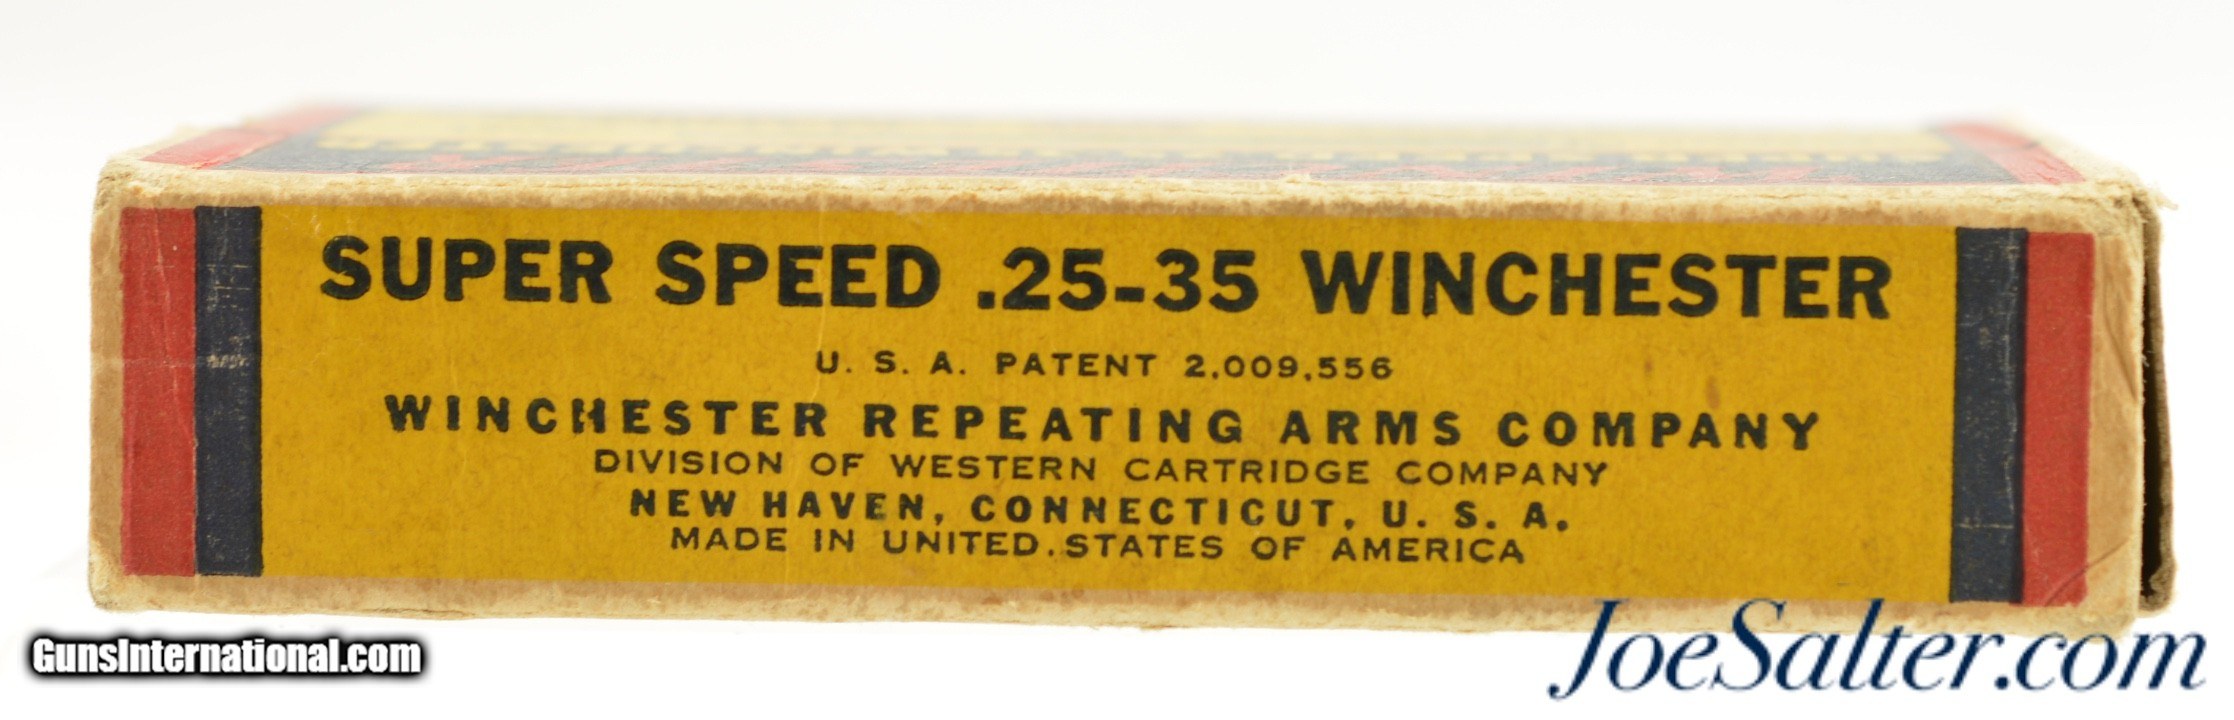 SUPER SPEED .25-35 WINCHESTER
U. S. A. PATENT 2,009,556
WINCHESTER REPEATING ARMS COMPANY
DIVISION OF WESTERN CARTRIDGE COMPANY
NEW HAVEN, CONNECTICUT, U. S. A.
MADE IN UNITED.STATES OF AMERICA
GunsInternational.com
JoeSalter.com